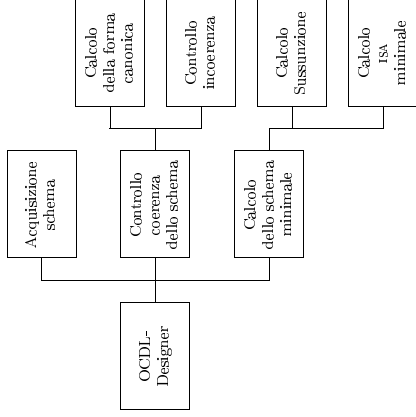 OCDL-
Designer
Acquisizione
schema
Controllo
coerenza
dello schema
Calcolo
dello schema
minimale
Calcolo
della forma
canonica
Controllo
incoerenza
Calcolo
Sussunzione
Calcolo
ISA
minimale